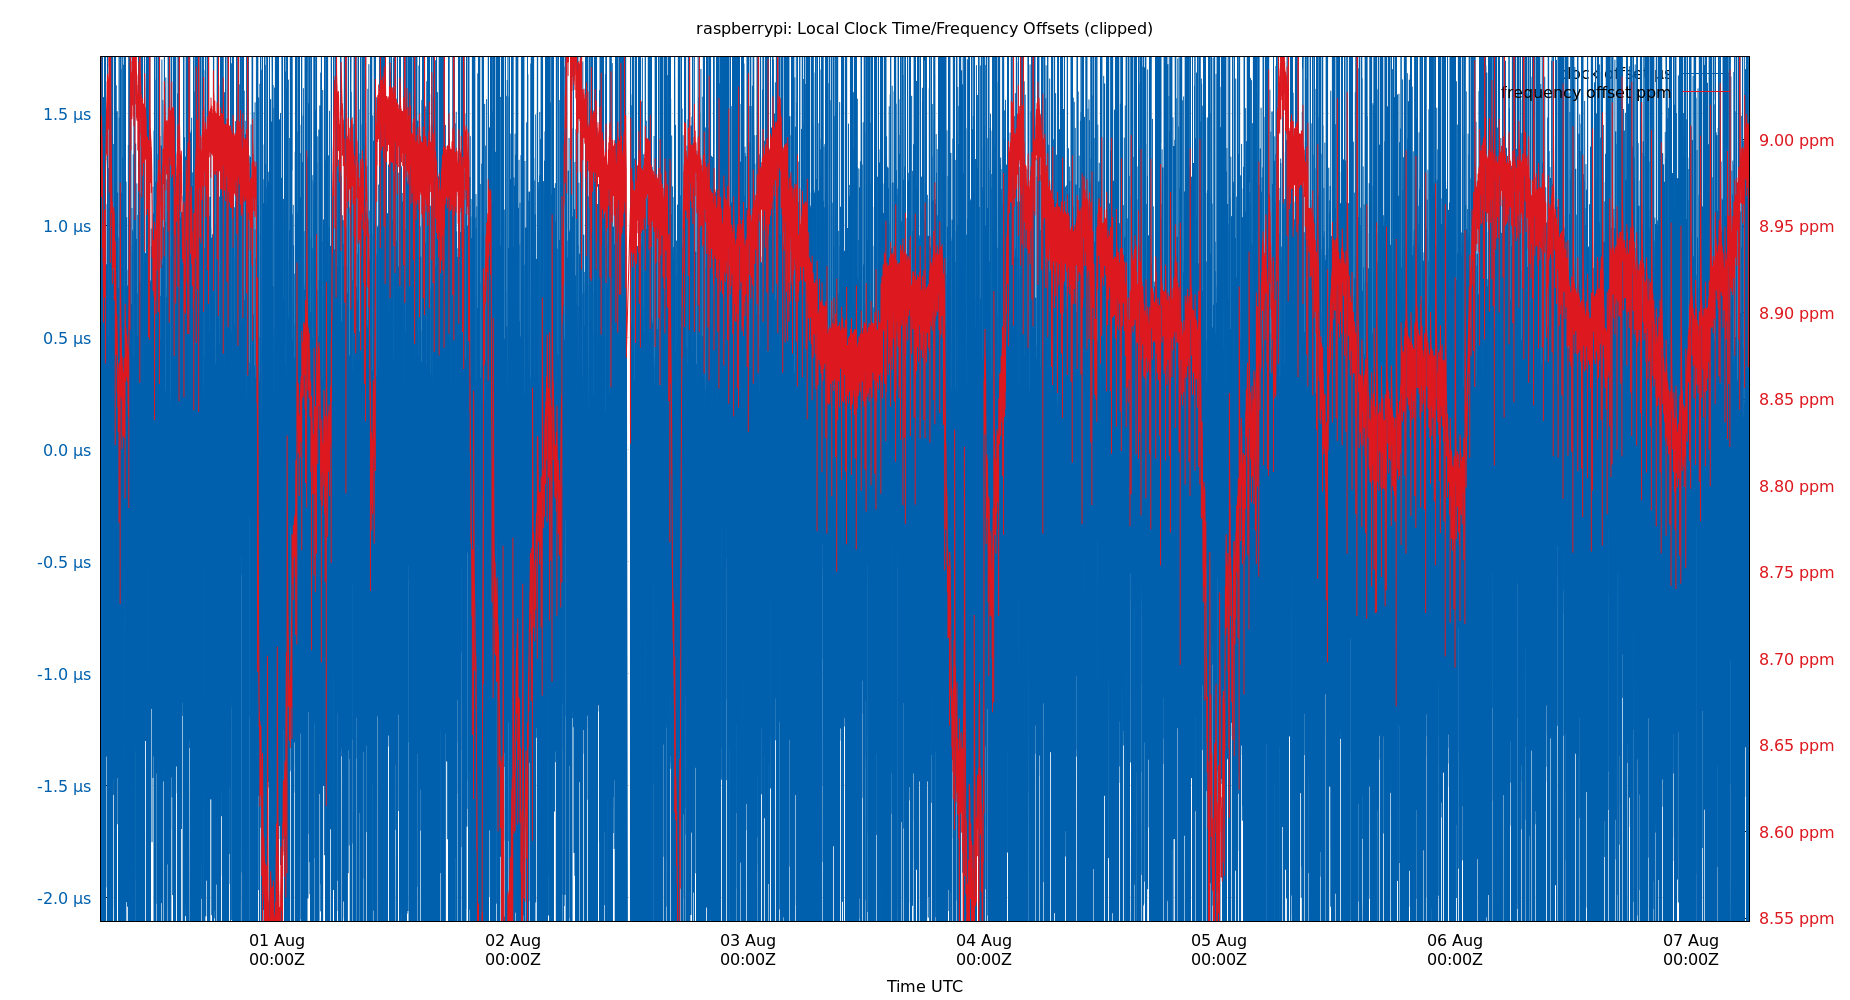 raspberrypi: Local Clock Time/Frequency Offsets (clipped)
clock offset µs
frequency offset ppm
1.5 µs
1.0 µs
0.5 µs
0.0 µs
-0.5 µs
-1.0 µs
-1.5 µs
-2.0 µs
9.00 ppm
8.95 ppm
8.90 ppm
8.85 ppm
8.80 ppm
8.75 ppm
8.70 ppm
8.65 ppm
8.60 ppm
8.55 ppm
01 Aug 02 Aug 03 Aug 04 Aug 05 Aug 06 Aug 07 Aug
00:00Z 00:00Z 00:00Z 00:00Z 00:00Z 00:00Z 00:00Z
Time UTC